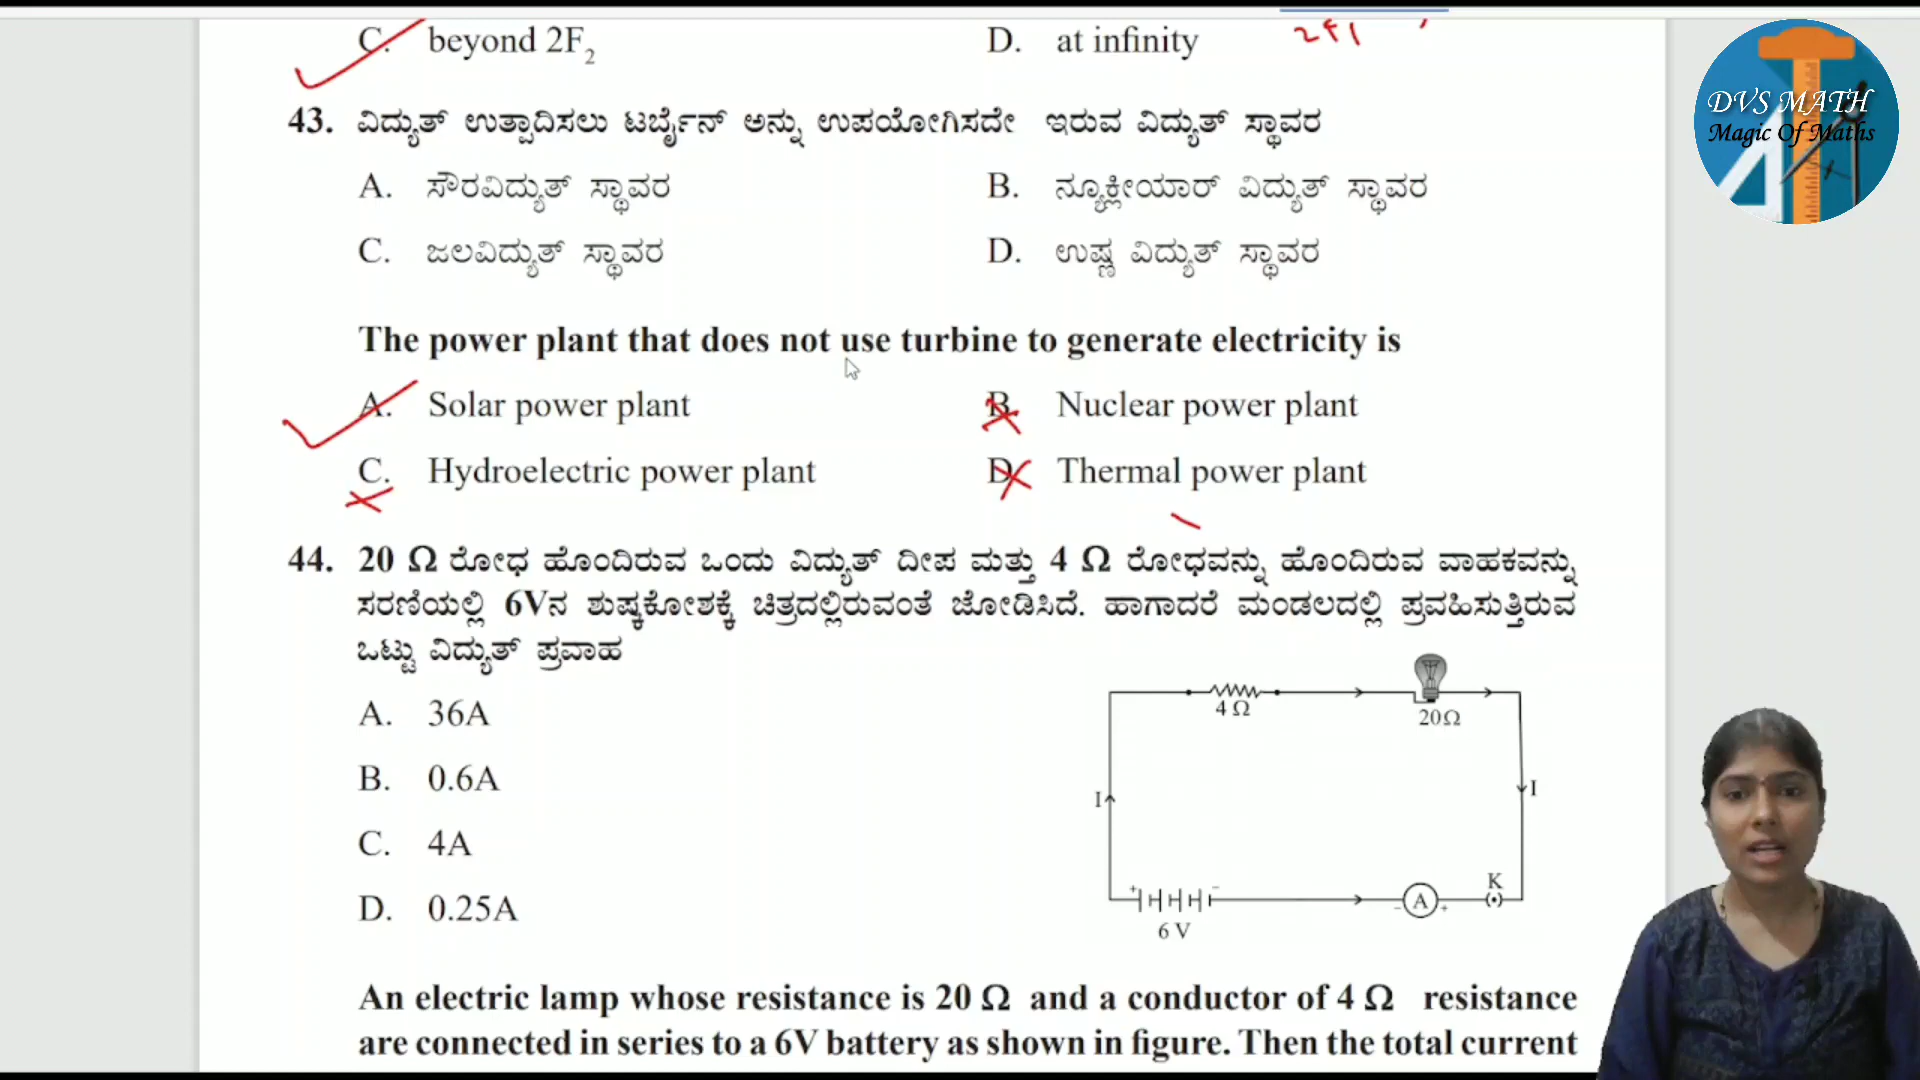 C. beyond 2F₂ D. at infinity 2F1
43. ವಿದ್ಯುತ್ ಉತ್ಪಾದಿಸಲು ಟರ್ಬೈನ್ ಅನ್ನು ಉಪಯೋಗಿಸದೇ ಇರುವ ವಿದ್ಯುತ್ ಸ್ಥಾವರ
A. ಸೌರವಿದ್ಯುತ್ ಸ್ಥಾವರ B. ನ್ಯೂಕ್ಲೀಯಾರ್ ವಿದ್ಯುತ್ ಸ್ಥಾವರ
C. ಜಲವಿದ್ಯುತ್ ಸ್ಥಾವರ D. ಉಷ್ಣ ವಿದ್ಯುತ್ ಸ್ಥಾವರ
The power plant that does not use turbine to generate electricity is
A. Solar power plant B. Nuclear power plant
C. Hydroelectric power plant D. Thermal power plant
44. 20 Ω ರೋಧ ಹೊಂದಿರುವ ಒಂದು ವಿದ್ಯುತ್ ದೀಪ ಮತ್ತು 4 Ω ರೋಧವನ್ನು ಹೊಂದಿರುವ ವಾಹಕವನ್ನು
ಸರಣಿಯಲ್ಲಿ 6Vನ ಶುಷ್ಕಕೋಶಕ್ಕೆ ಚಿತ್ರದಲ್ಲಿರುವಂತೆ ಜೋಡಿಸಿದೆ. ಹಾಗಾದರೆ ಮಂಡಲದಲ್ಲಿ ಪ್ರವಹಿಸುತ್ತಿರುವ
ಒಟ್ಟು ವಿದ್ಯುತ್ ಪ್ರವಾಹ
A. 36A
B. 0.6A
C. 4A
D. 0.25A
4 Ω 20Ω
I I
+ − − A + K
6 V
An electric lamp whose resistance is 20 Ω and a conductor of 4 Ω resistance
are connected in series to a 6V battery as shown in figure. Then the total current
DVS MATH
Magic Of Maths